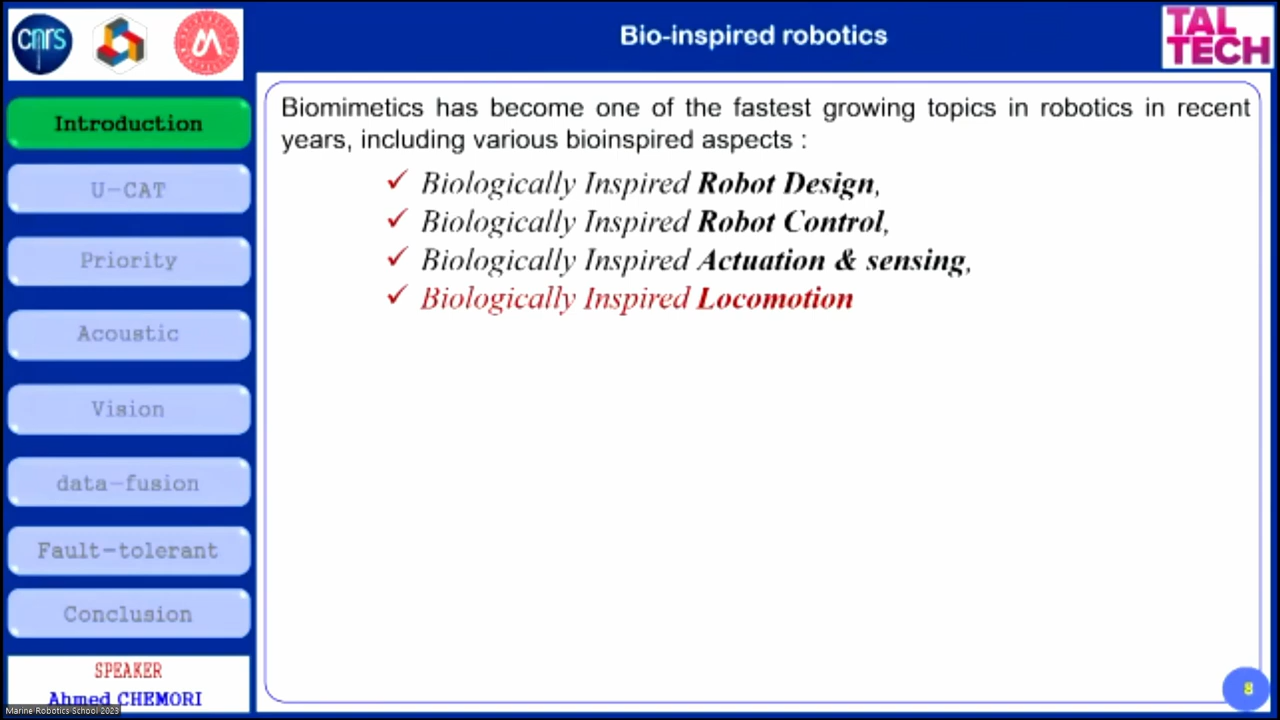 cnrs
Bio-inspired robotics
TAL
TECH
Introduction
U-CAT
Priority
Acoustic
Vision
data-fusion
Fault-tolerant
Conclusion
SPEAKER
Ahmed CHEMORI
Marine Robotics School 2023
Biomimetics has become one of the fastest growing topics in robotics in recent
years, including various bioinspired aspects :
✓ Biologically Inspired Robot Design,
✓ Biologically Inspired Robot Control,
✓ Biologically Inspired Actuation & sensing,
✓ Biologically Inspired Locomotion
8